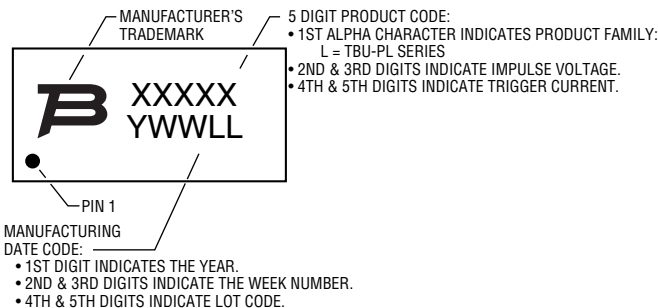 MANUFACTURER'S
TRADEMARK
5 DIGIT PRODUCT CODE:
• 1ST ALPHA CHARACTER INDICATES PRODUCT FAMILY:
L = TBU-PL SERIES
• 2ND & 3RD DIGITS INDICATE IMPULSE VOLTAGE.
• 4TH & 5TH DIGITS INDICATE TRIGGER CURRENT.
B
XXXXX
YWWLL
PIN 1
MANUFACTURING
DATE CODE:
• 1ST DIGIT INDICATES THE YEAR.
• 2ND & 3RD DIGITS INDICATE THE WEEK NUMBER.
• 4TH & 5TH DIGITS INDICATE LOT CODE.